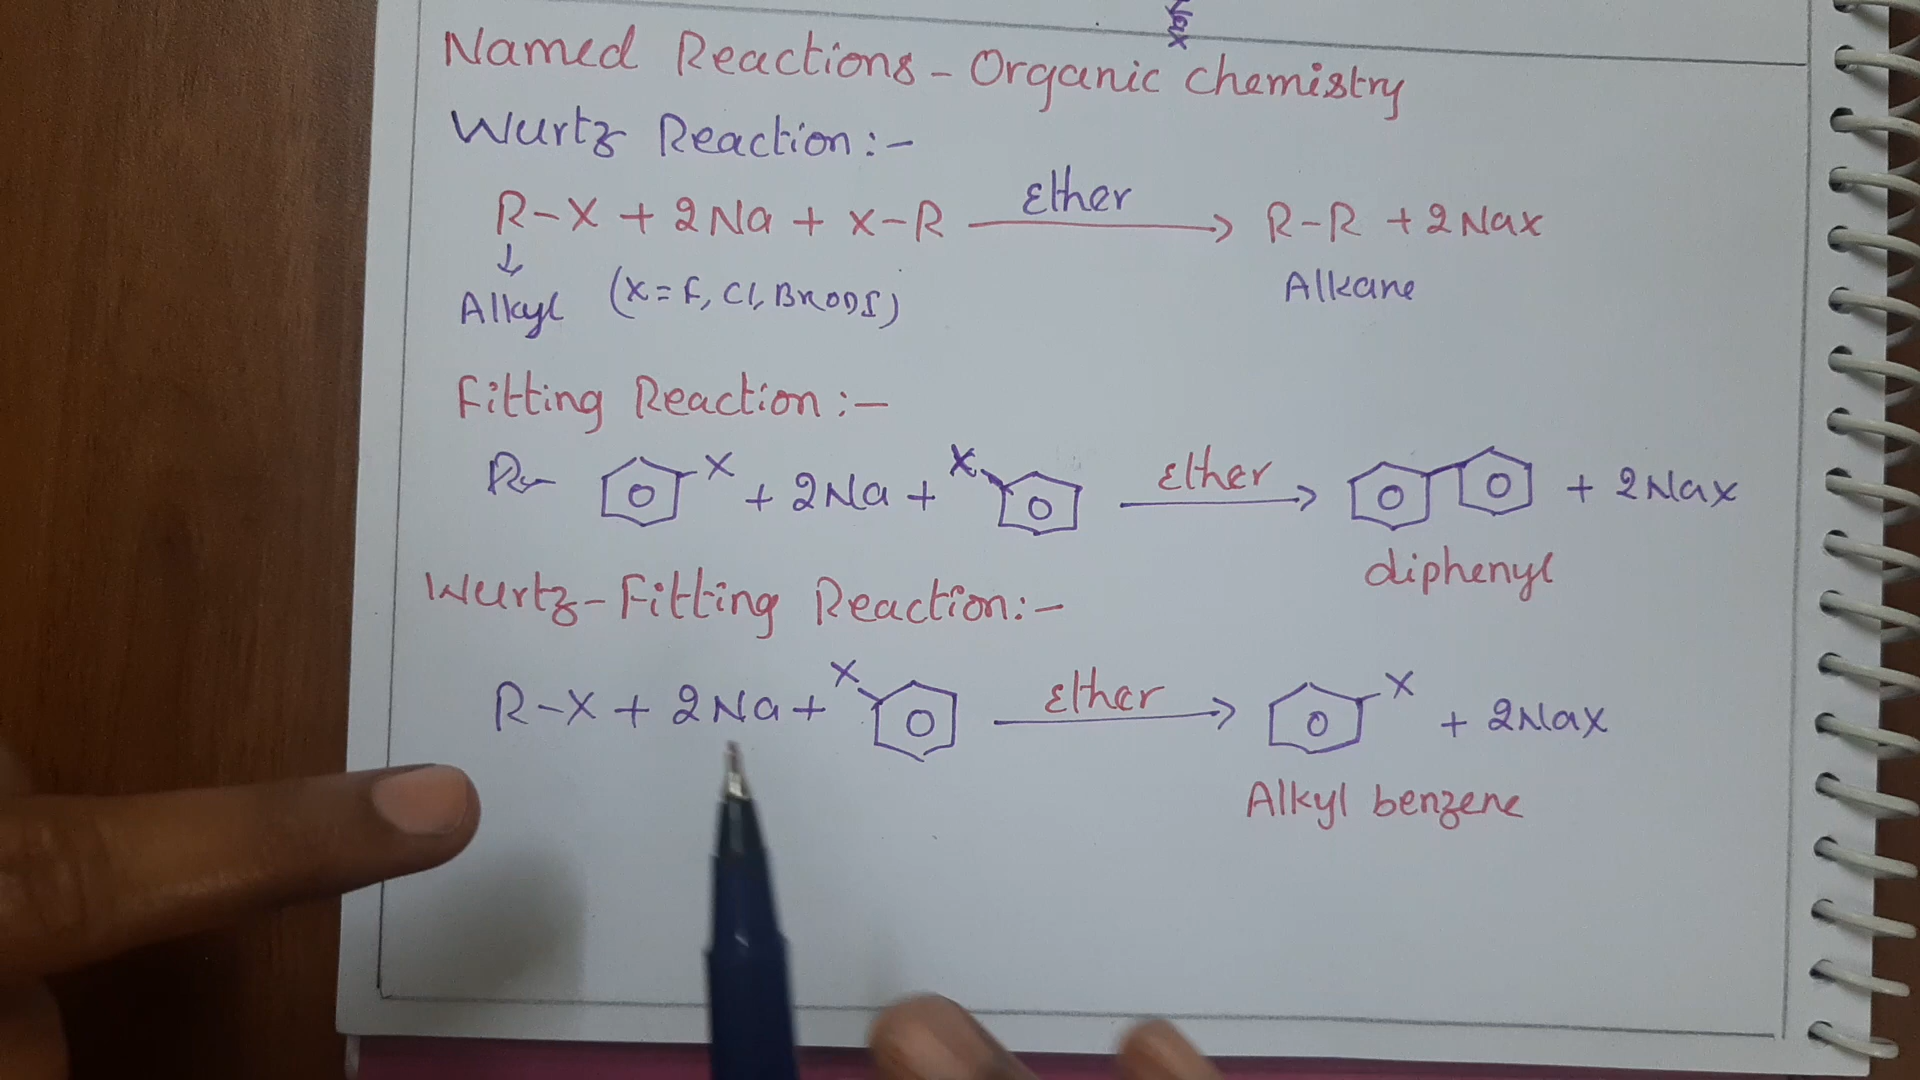 Named Reactions - Organic Chemistry
Wurtz Reaction :-
R-X + 2Na + X-R Ether R-R + 2Nax
Alkyl (X = F, Cl, Br or I) Alkane
Fitting Reaction :-
X + 2Na + X Ether + 2Nax
diphenyl
Wurtz-Fitting Reaction :-
R-X + 2Na + X Ether X + 2Nax
Alkyl benzene